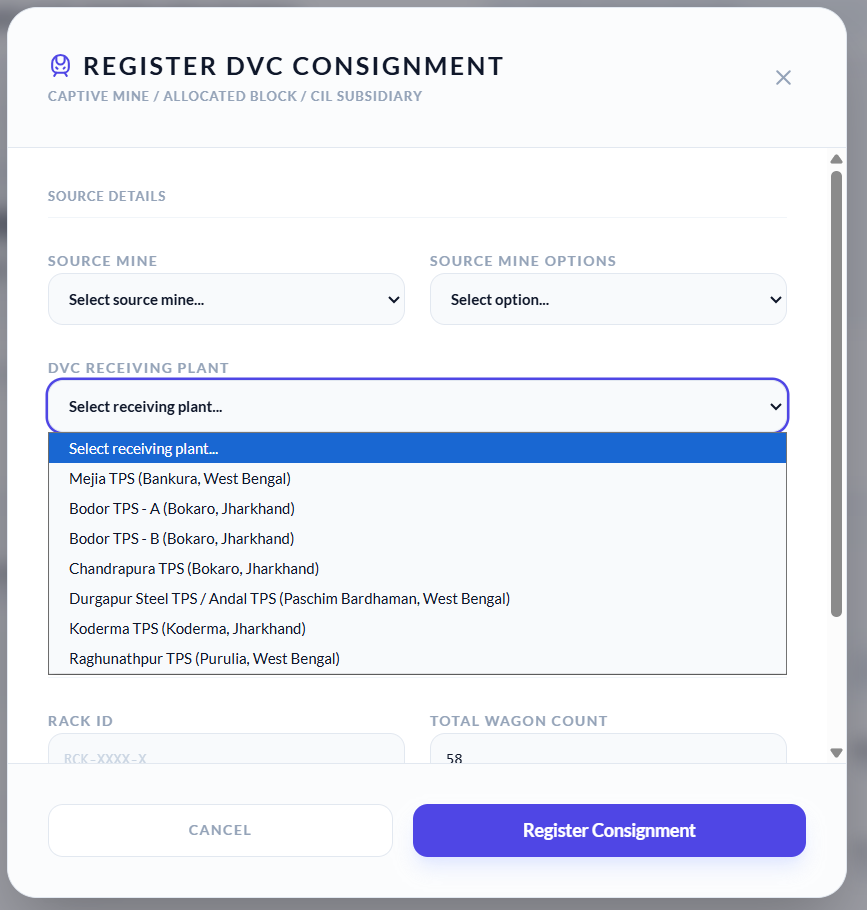 REGISTER DVC CONSIGNMENT
CAPTIVE MINE / ALLOCATED BLOCK / CIL SUBSIDIARY
SOURCE DETAILS
SOURCE MINE
SOURCE MINE OPTIONS
Select source mine...
Select option...
DVC RECEIVING PLANT
Select receiving plant...
Select receiving plant...
Mejia TPS (Bankura, West Bengal)
Bodor TPS - A (Bokaro, Jharkhand)
Bodor TPS - B (Bokaro, Jharkhand)
Chandrapura TPS (Bokaro, Jharkhand)
Durgapur Steel TPS / Andal TPS (Paschim Bardhaman, West Bengal)
Koderma TPS (Koderma, Jharkhand)
Raghunathpur TPS (Purulia, West Bengal)
RACK ID
TOTAL WAGON COUNT
RCK-XXXX-X
58
CANCEL
Register Consignment